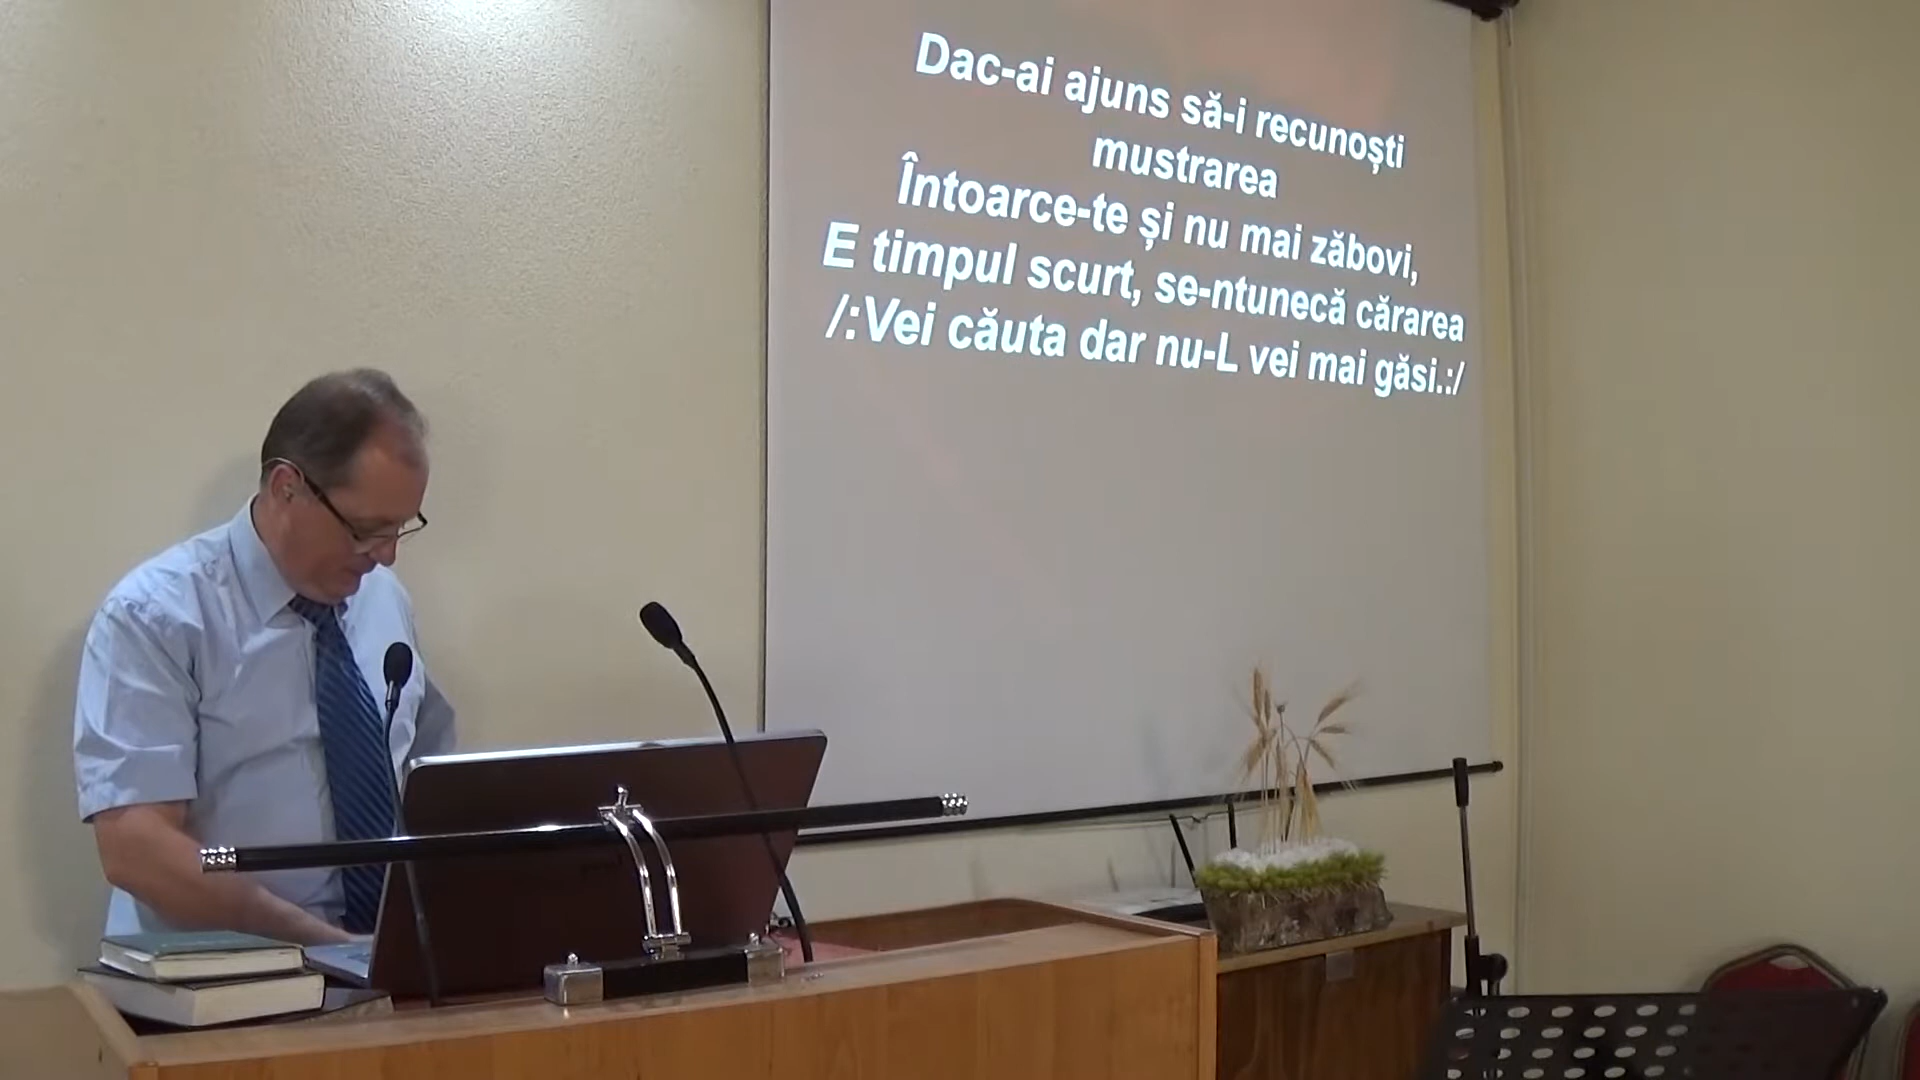 Dac-ai ajuns să-i recunoști
mustrarea
Întoarce-te și nu mai zăbovi,
E timpul scurt, se-ntunecă cărarea
/:Vei căuta dar nu-L vei mai găsi.:/